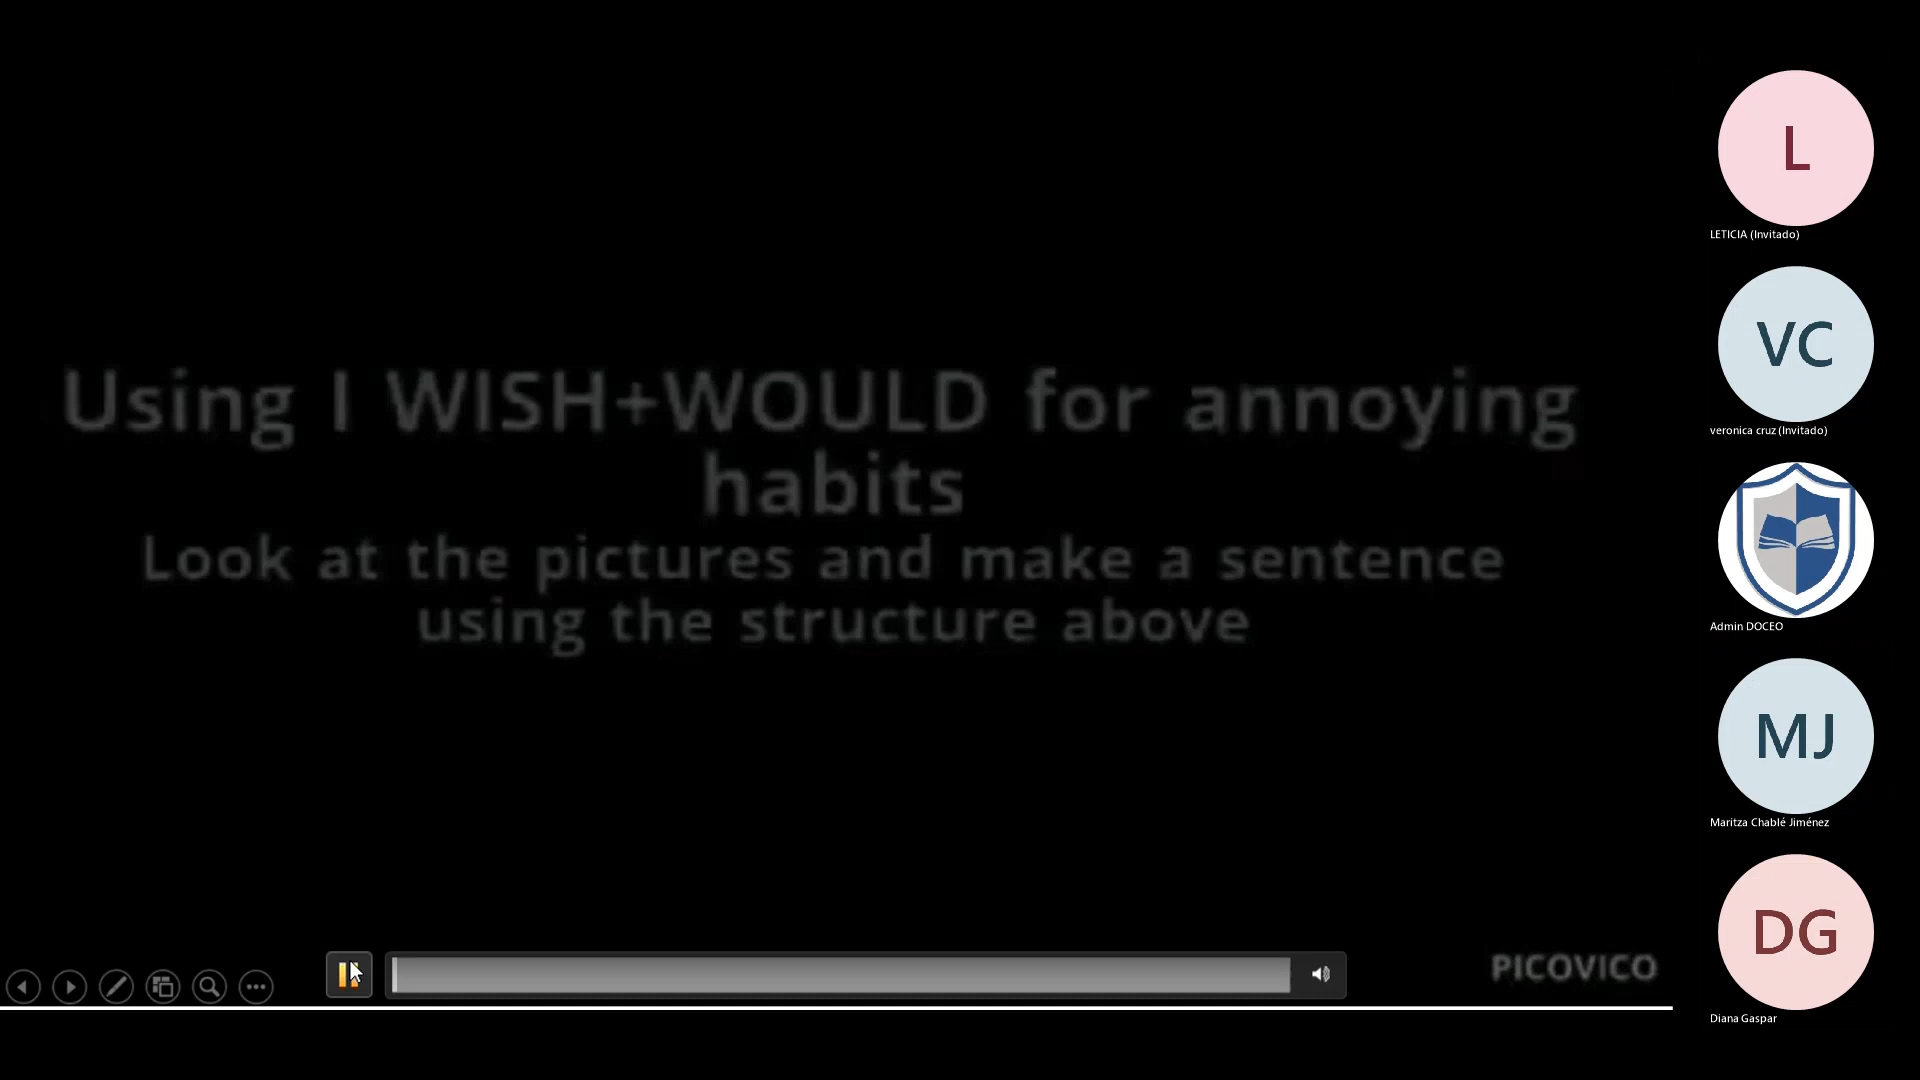 Using I WISH+WOULD for annoying
habits
Look at the pictures and make a sentence
using the structure above
PICOVICO
L
LETICIA (Invitado)
VC
veronica cruz (Invitado)
Admin DOCEO
MJ
Maritza Chablé Jiménez
DG
Diana Gaspar